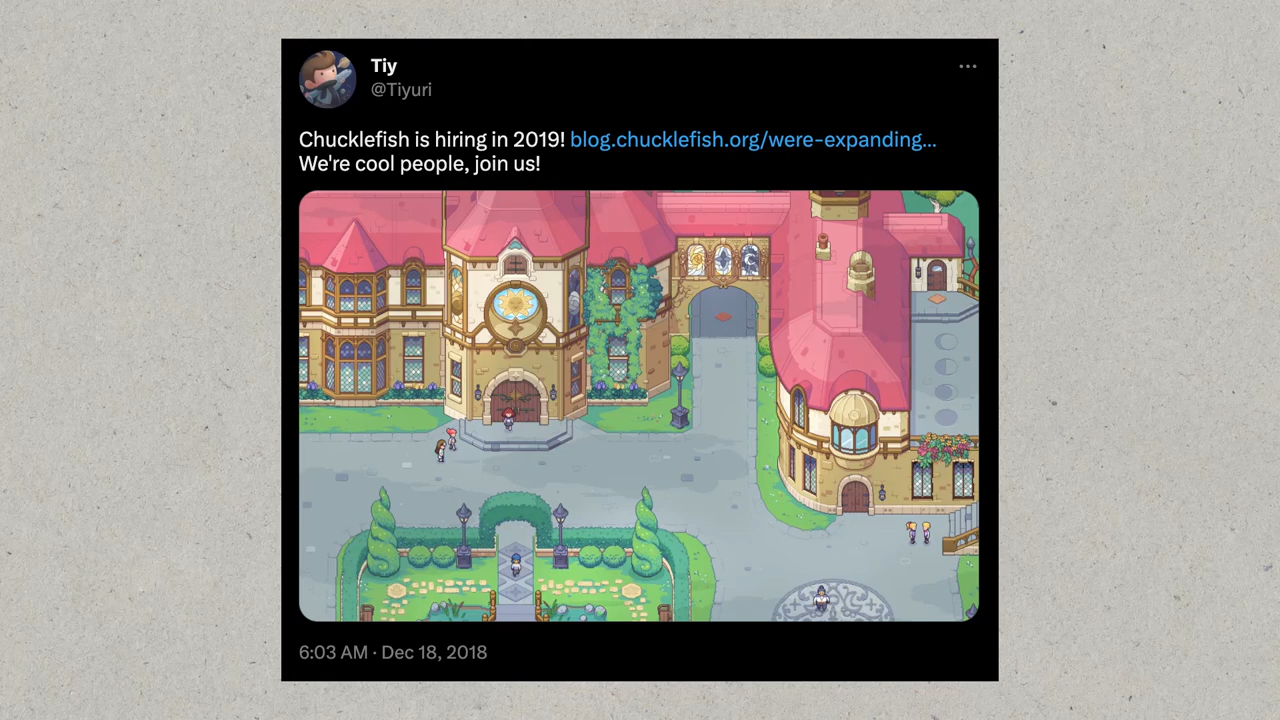 Tiy
@Tiyuri
Chucklefish is hiring in 2019! blog.chucklefish.org/were-expanding…
We're cool people, join us!
6:03 AM · Dec 18, 2018